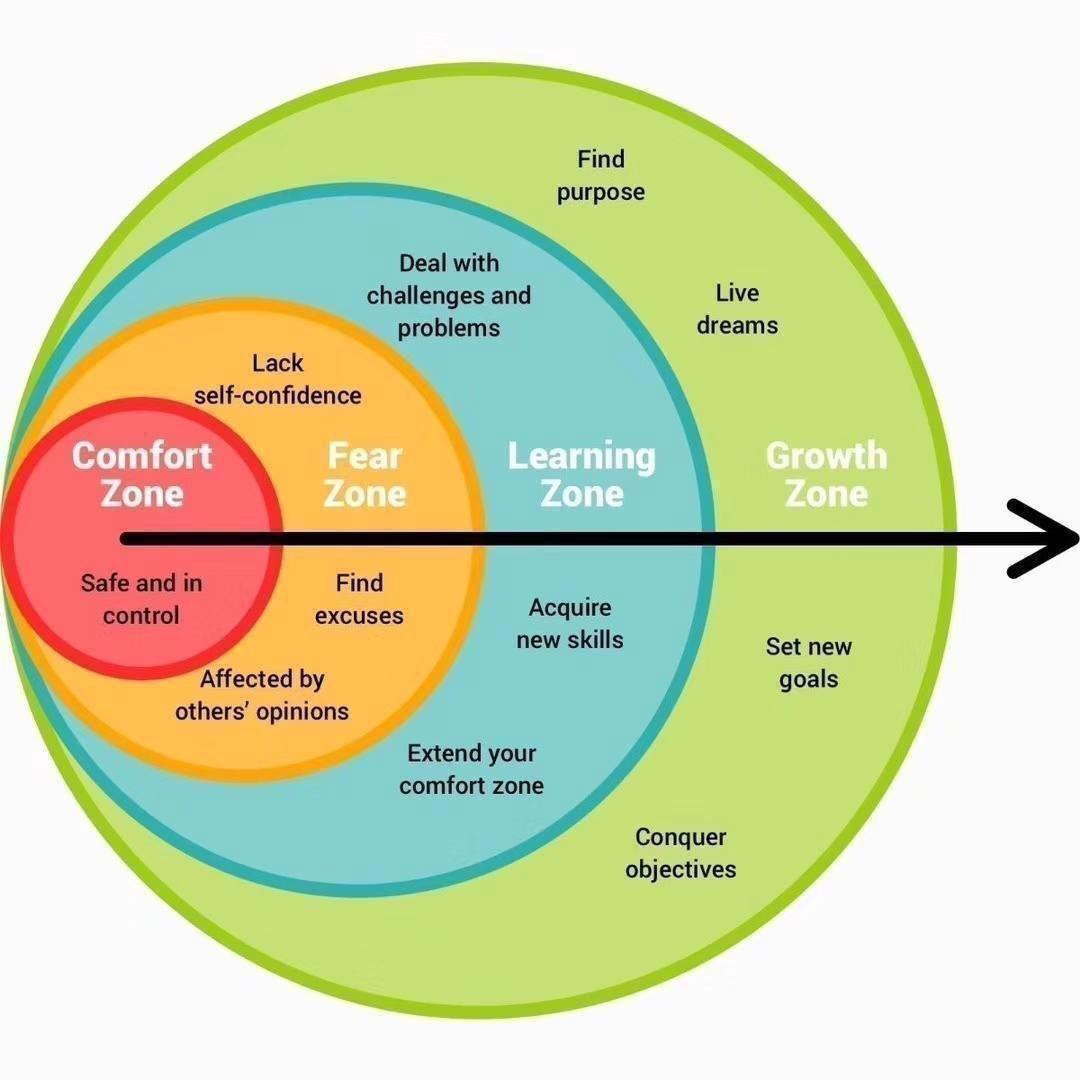 Find
purpose
Deal with
challenges and
problems
Live
dreams
Lack
self-confidence
Comfort
Zone
Fear
Zone
Learning
Zone
Growth
Zone
Safe and in
control
Find
excuses
Acquire
new skills
Set new
goals
Affected by
others’ opinions
Extend your
comfort zone
Conquer
objectives